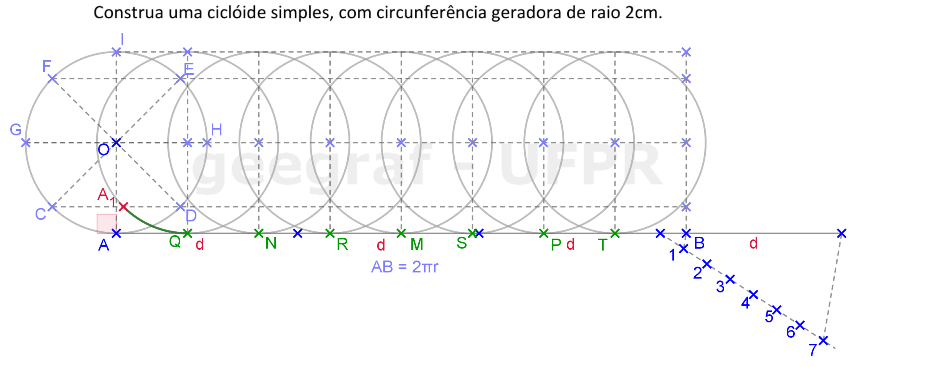 Construa uma ciclóide simples, com circunferência geradora de raio 2cm.
I
F
E
G
H
O
geegraf - UFPR
A₁
C
D
A
Q
d
N
R
d
M
S
P
d
T
B
d
AB = 2πr
1
2
3
4
5
6
7